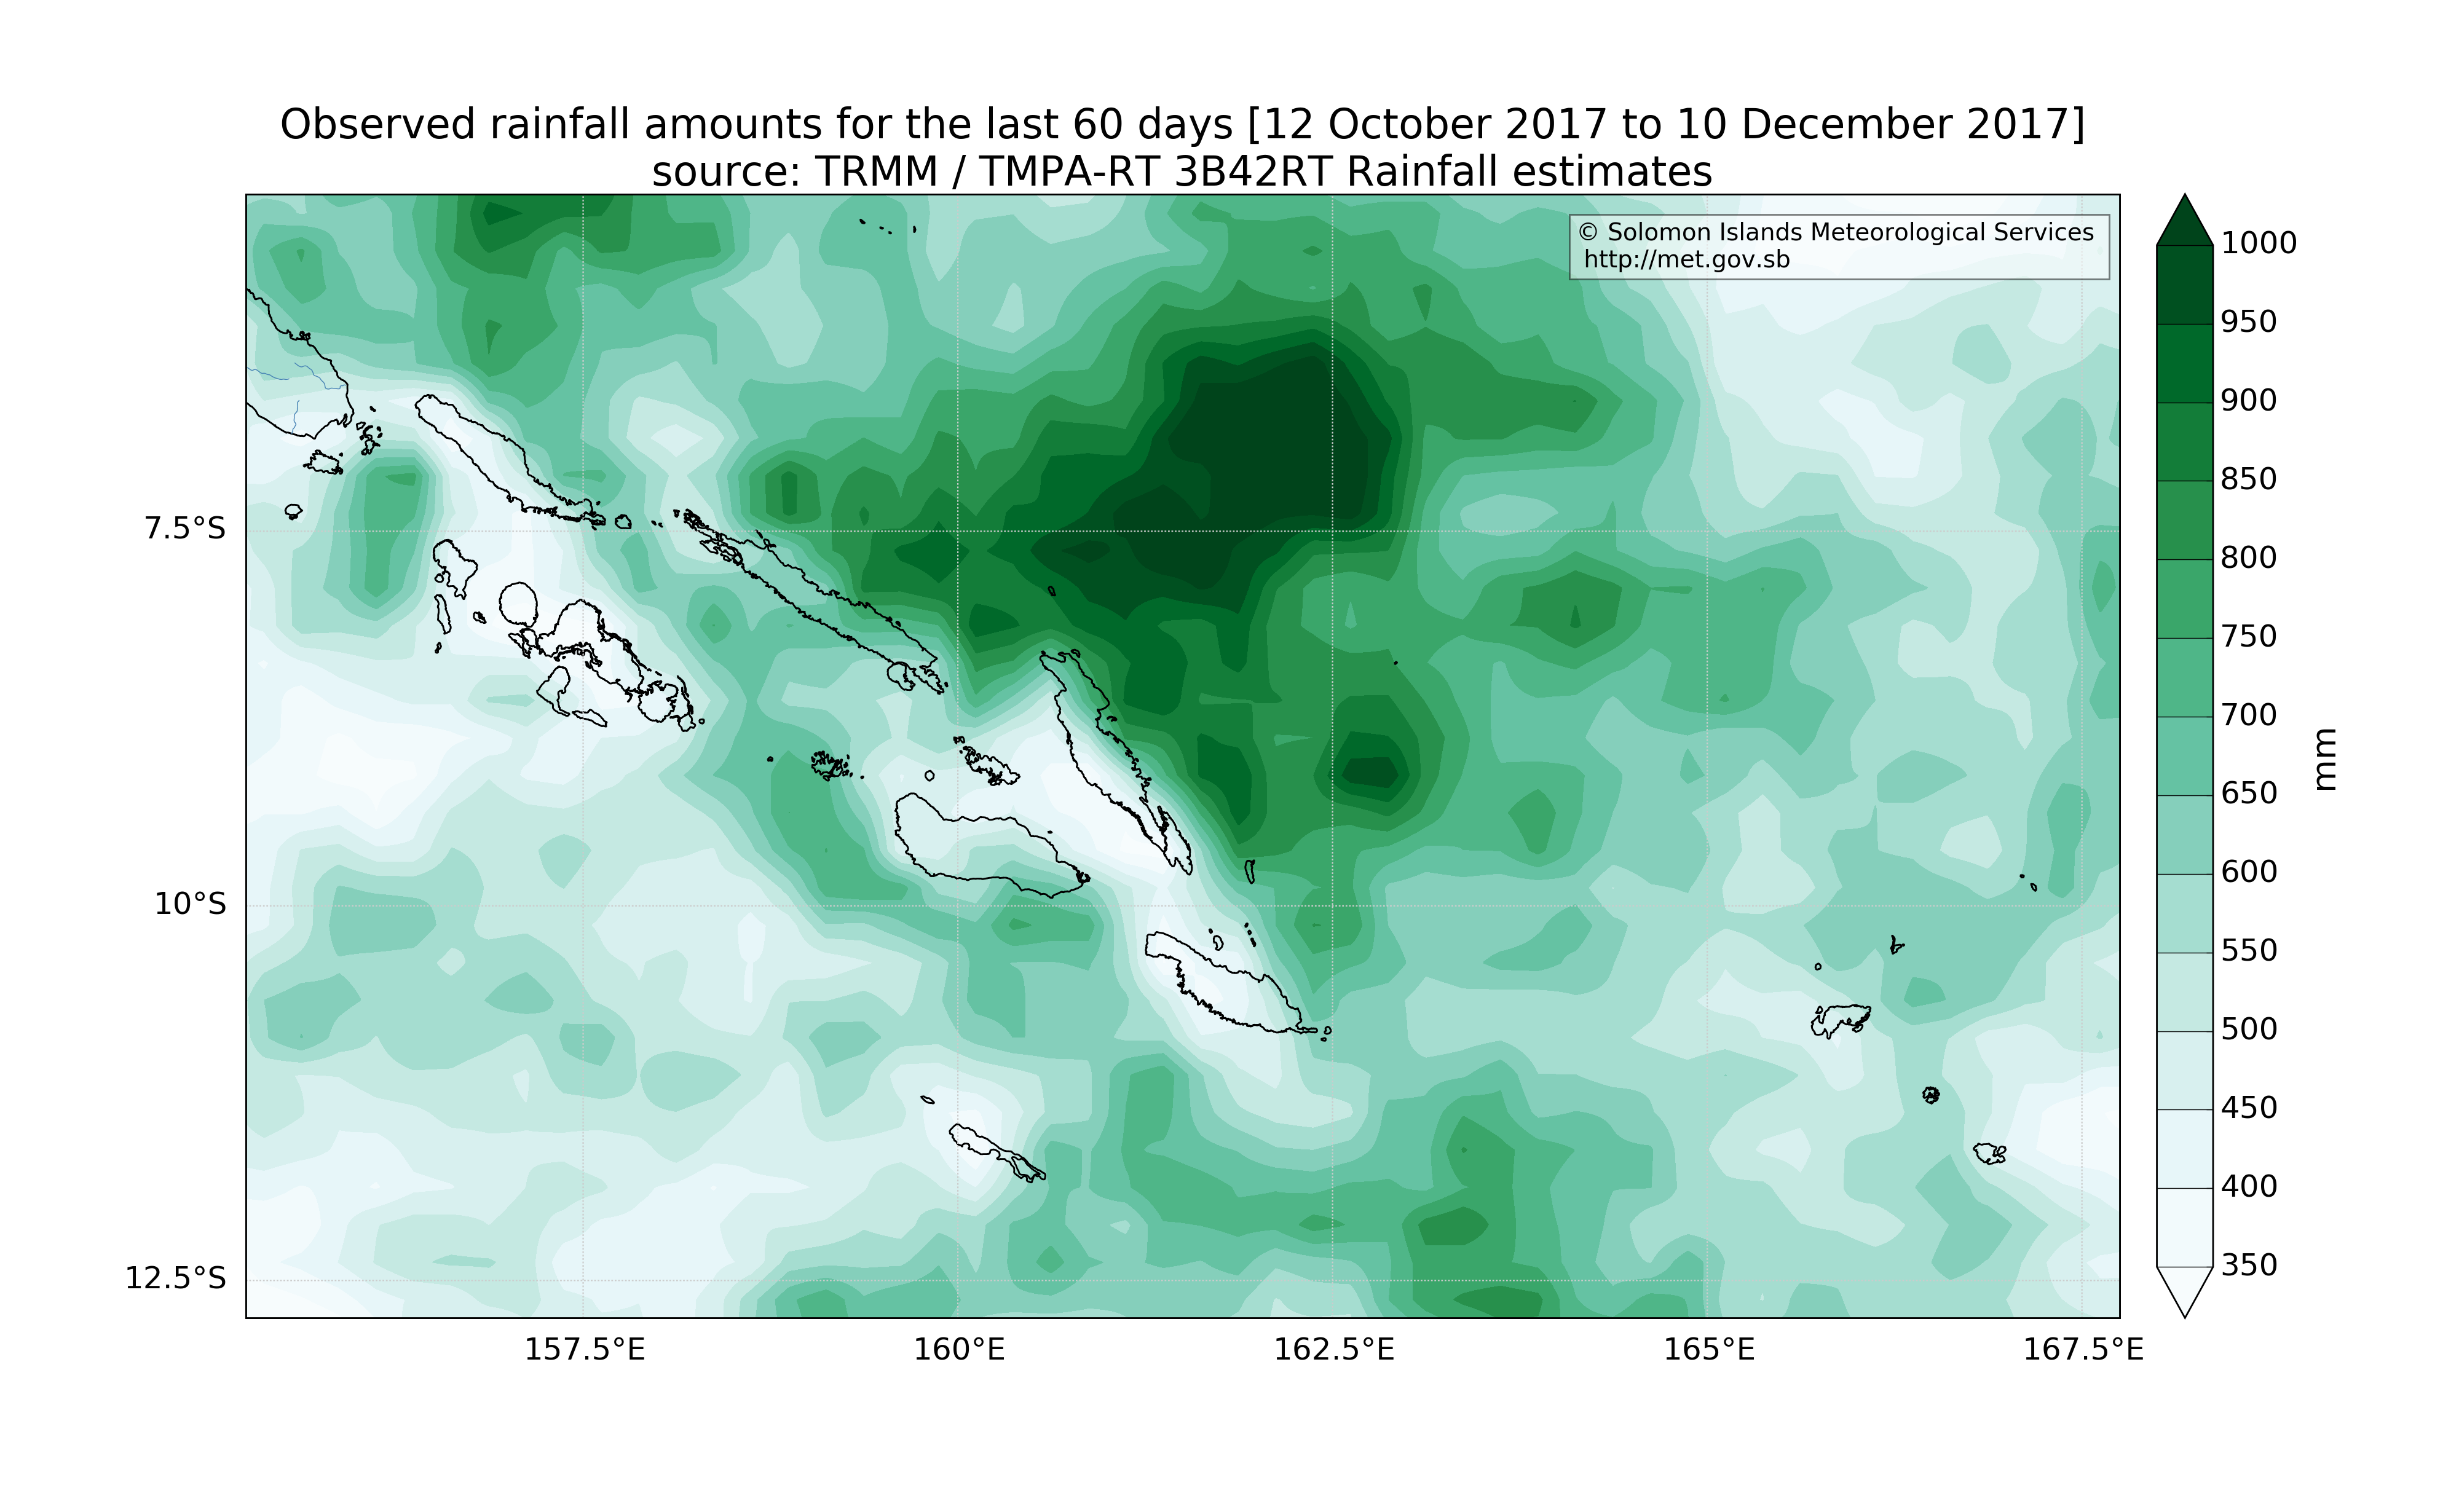 Observed rainfall amounts for the last 60 days [12 October 2017 to 10 December 2017]
source: TRMM / TMPA-RT 3B42RT Rainfall estimates
© Solomon Islands Meteorological Services
http://met.gov.sb
7.5°S
10°S
12.5°S
157.5°E
160°E
162.5°E
165°E
167.5°E
1000
950
900
850
800
750
700
650
600
550
500
450
400
350
mm